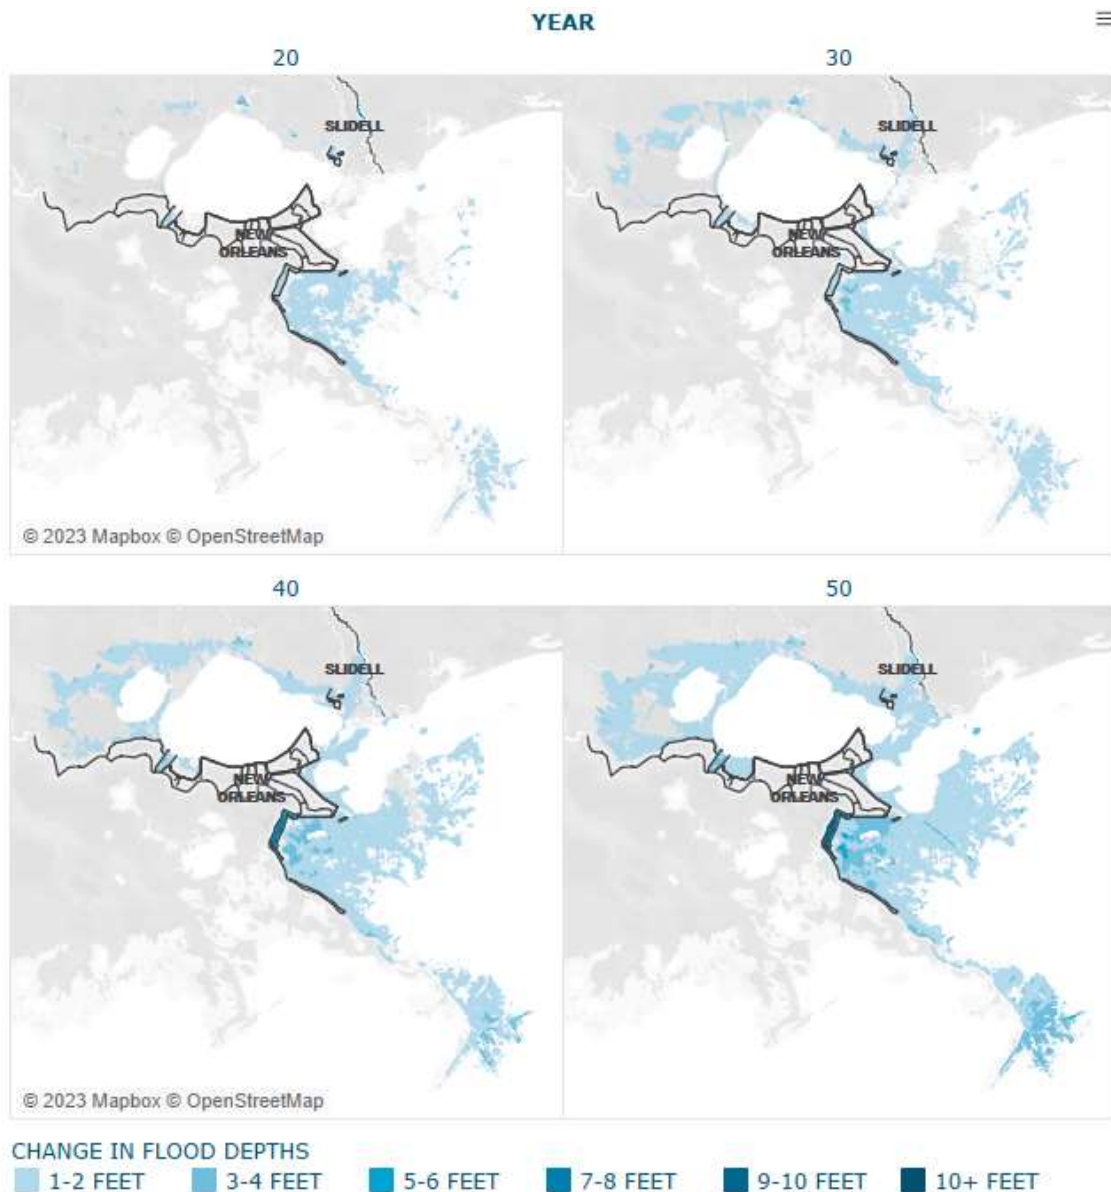 YEAR
20
30
SLIDELL
SLIDELL
NEW
ORLEANS
NEW
ORLEANS
© 2023 Mapbox © OpenStreetMap
40
50
SLIDELL
SLIDELL
NEW
ORLEANS
NEW
ORLEANS
© 2023 Mapbox © OpenStreetMap
CHANGE IN FLOOD DEPTHS
1-2 FEET 3-4 FEET 5-6 FEET 7-8 FEET 9-10 FEET 10+ FEET